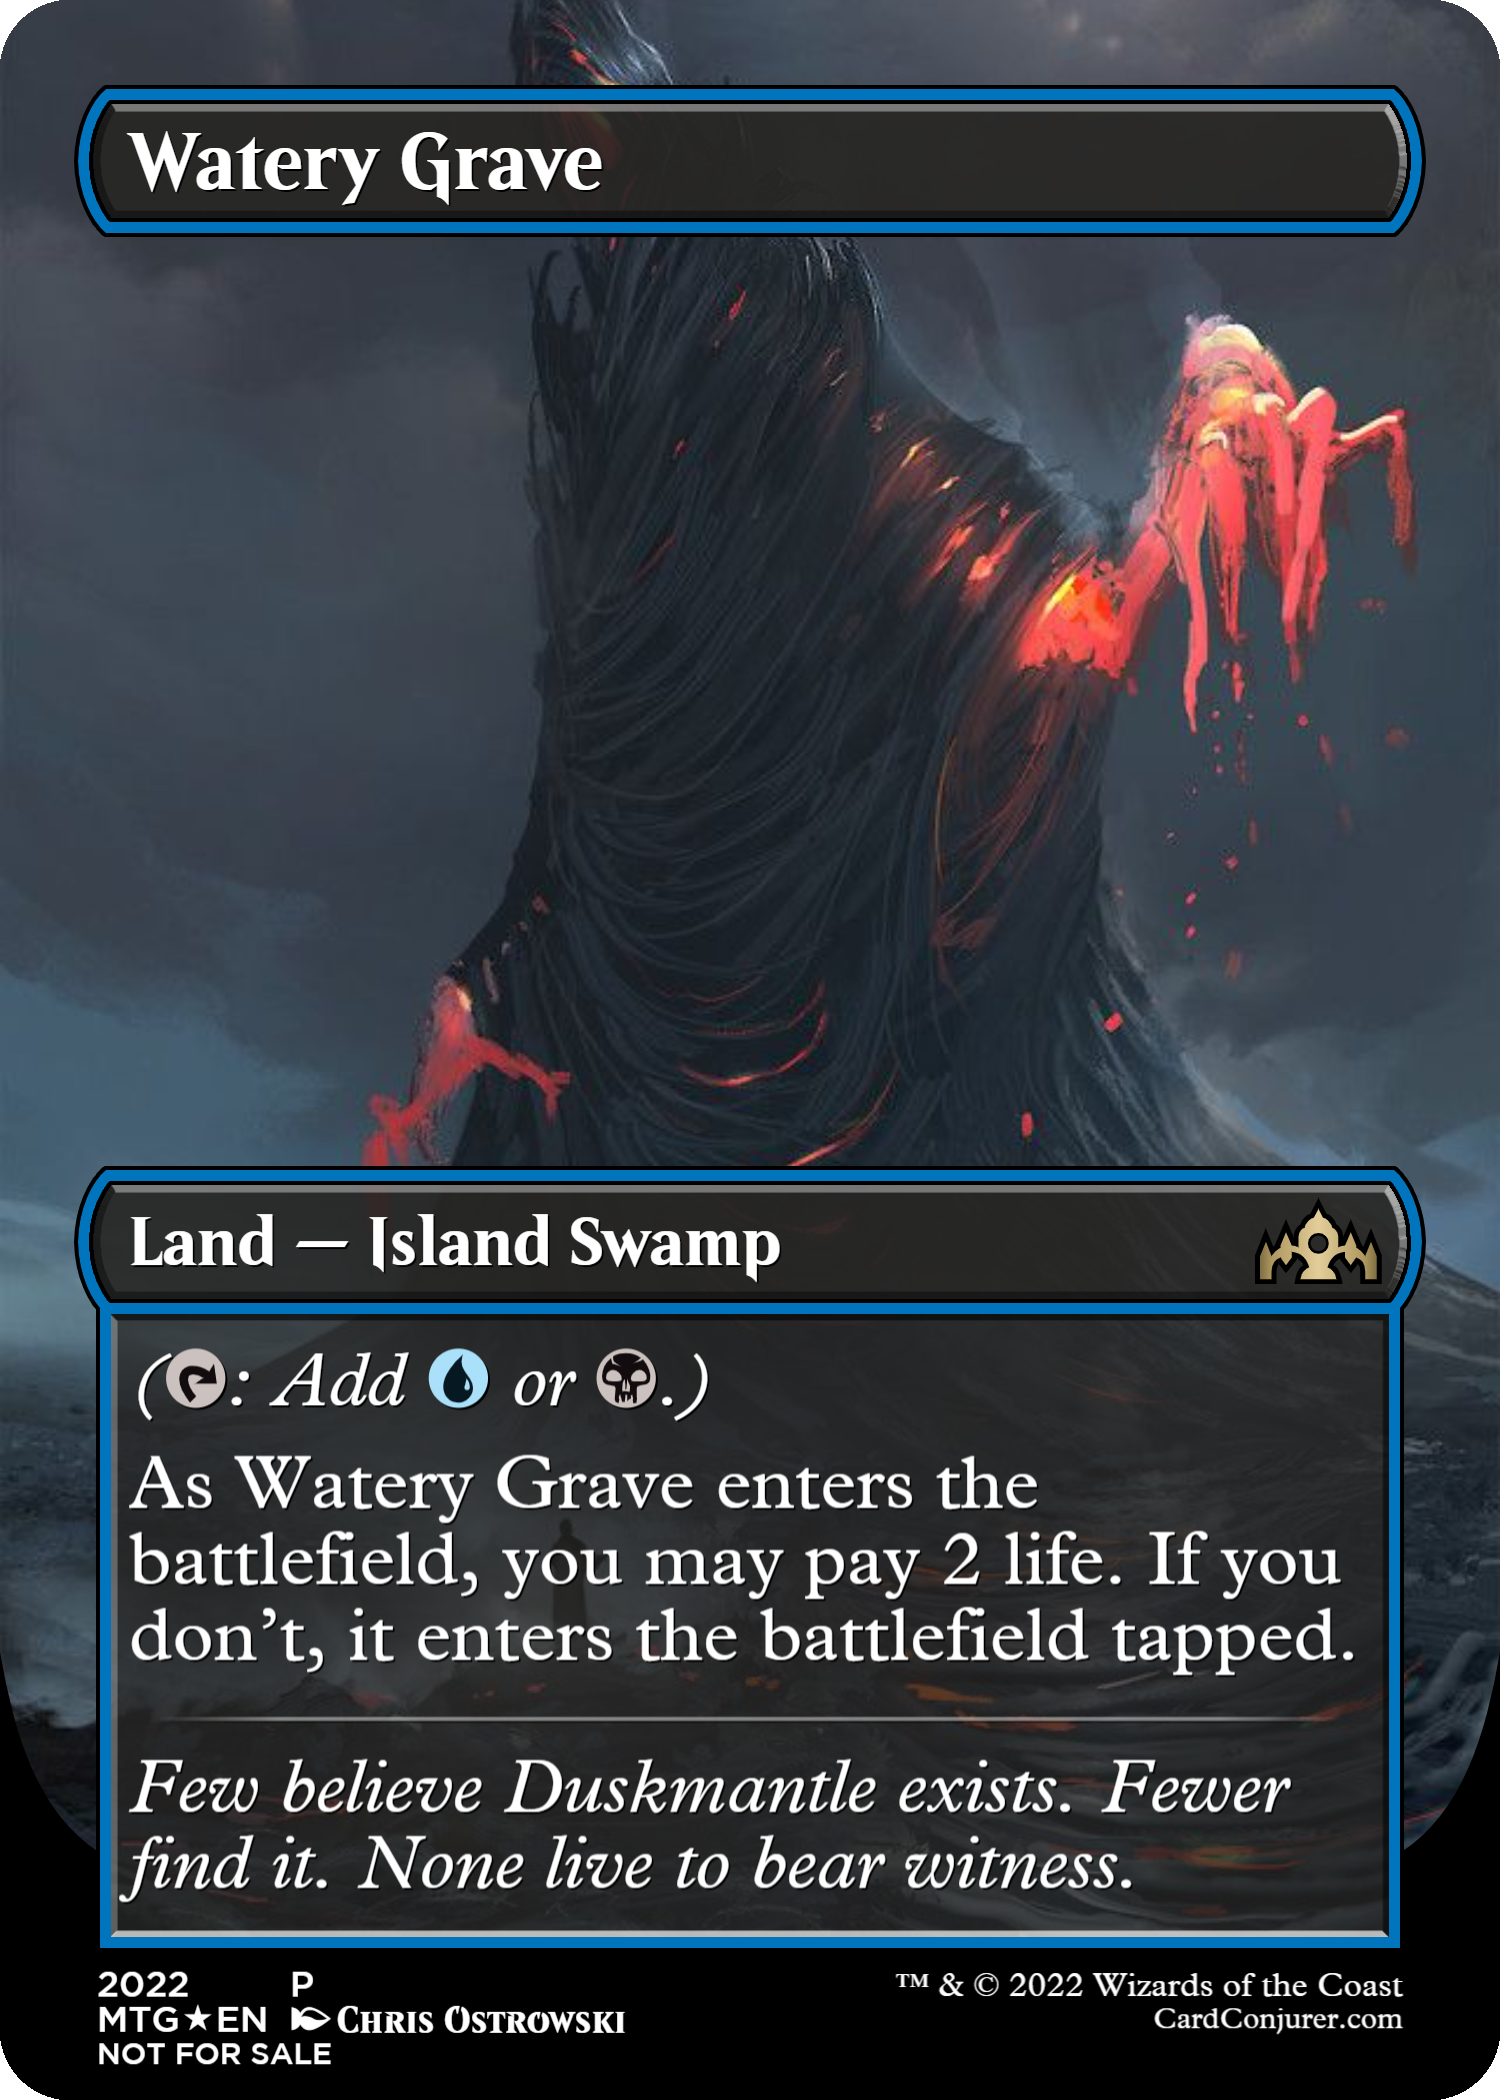 Watery Grave
Land — Island Swamp
(: Add or .)
As Watery Grave enters the
battlefield, you may pay 2 life. If you
don't, it enters the battlefield tapped.
Few believe Duskmantle exists. Fewer
find it. None live to bear witness.
2022 P
MTG★EN Chris Ostrowski
NOT FOR SALE
™ & © 2022 Wizards of the Coast
CardConjurer.com